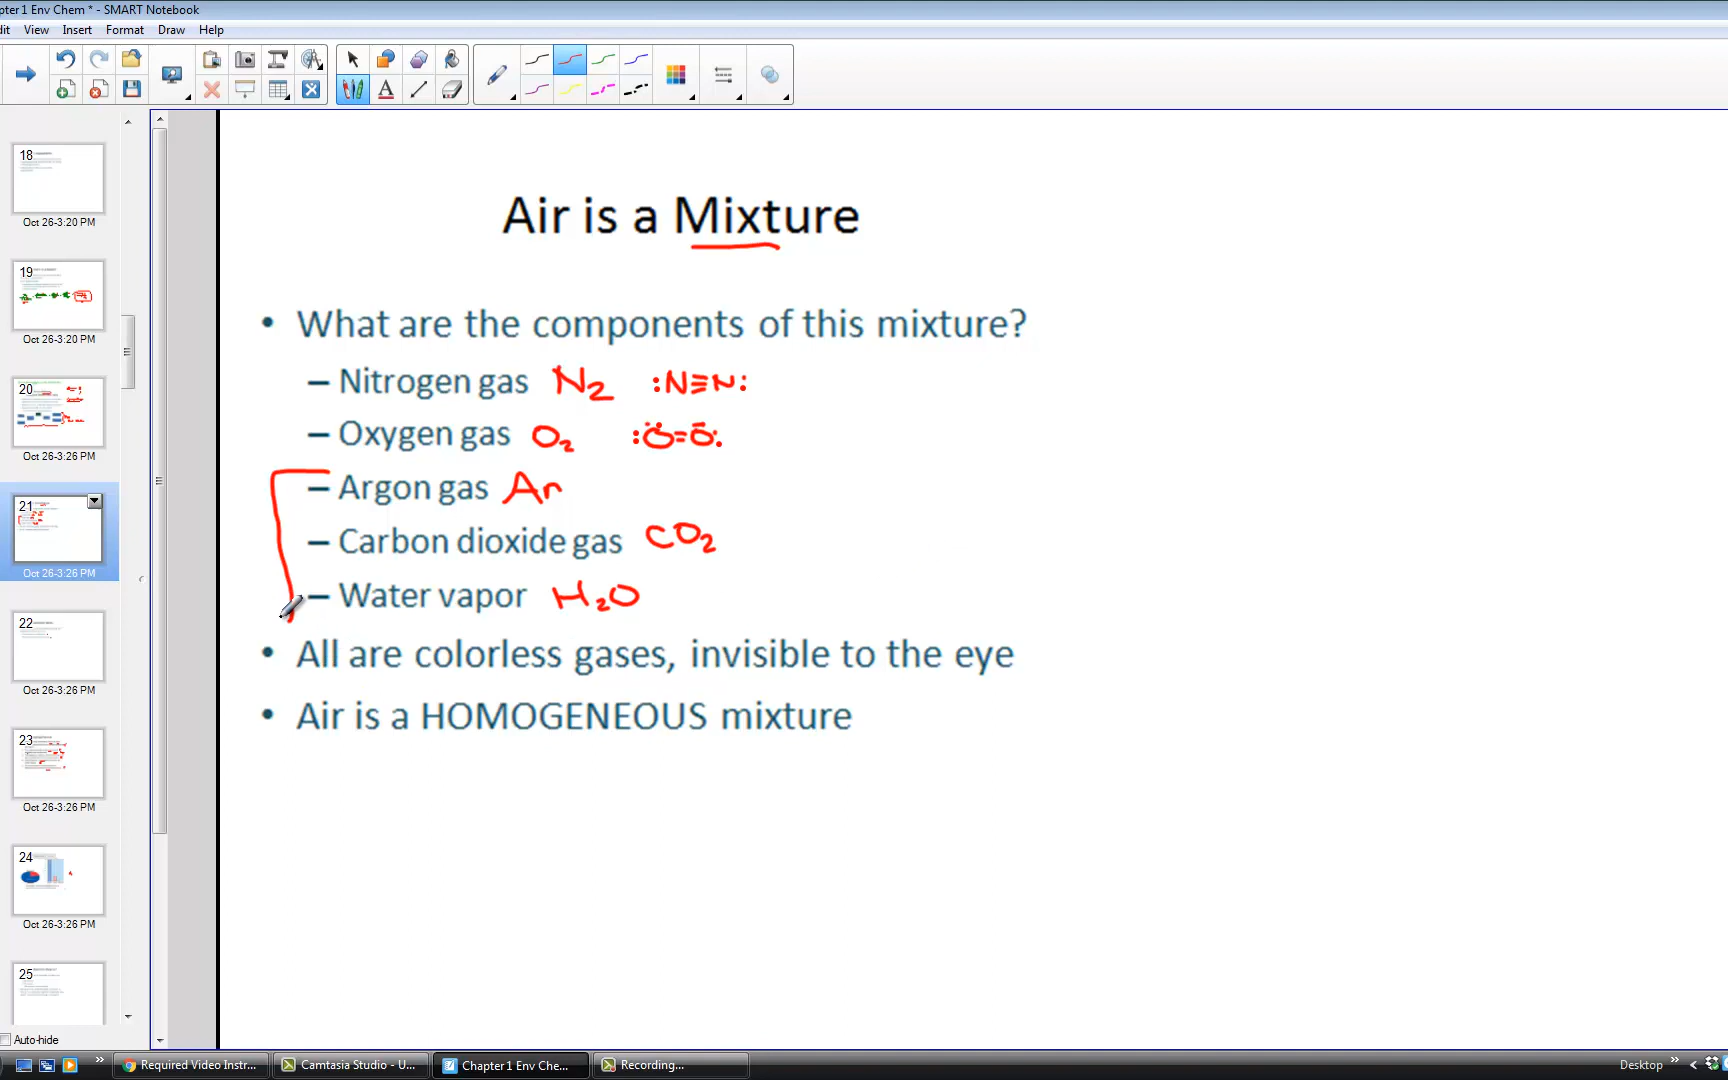 pter 1 Env Chem * - SMART Notebook
dit View Insert Format Draw Help
18
Oct 26-3:20 PM
19
Oct 26-3:20 PM
20
Oct 26-3:26 PM
21
Oct 26-3:26 PM
22
Oct 26-3:26 PM
23
Oct 26-3:26 PM
24
Oct 26-3:26 PM
25
Auto-hide
Air is a Mixture
• What are the components of this mixture?
– Nitrogen gas N₂ :N≡N:
– Oxygen gas O₂ :Ö=Ö:
– Argon gas Ar
– Carbon dioxide gas CO₂
– Water vapor H₂O
• All are colorless gases, invisible to the eye
• Air is a HOMOGENEOUS mixture
Required Video Instr... Camtasia Studio - U... Chapter 1 Env Che... Recording... Desktop